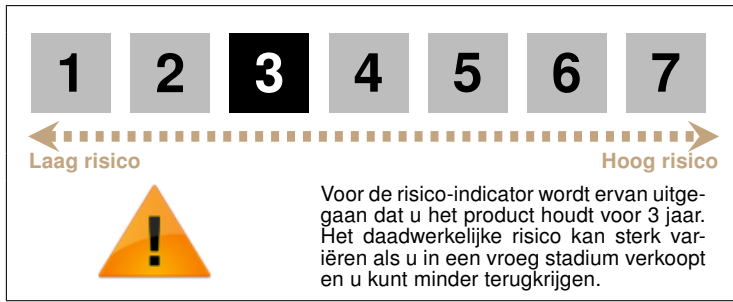 1 2 3 4 5 6 7
Laag risico Hoog risico
!
Voor de risico-indicator wordt ervan uitge-
gaan dat u het product houdt voor 3 jaar.
Het daadwerkelijke risico kan sterk var-
iëren als u in een vroeg stadium verkoopt
en u kunt minder terugkrijgen.